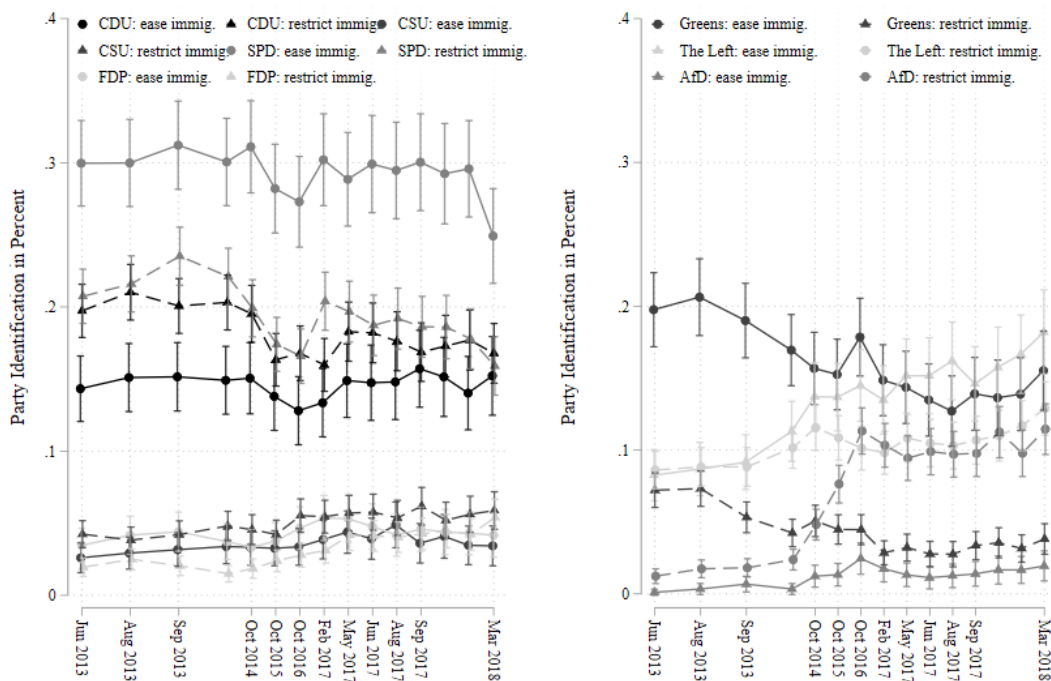 CDU: ease immig. CDU: restrict immig. CSU: ease immig.
CSU: restrict immig. SPD: ease immig. SPD: restrict immig.
FDP: ease immig. FDP: restrict immig.
Party Identification in Percent
.4
.3
.2
.1
0
Jun 2013
Aug 2013
Sep 2013
Oct 2014
Oct 2015
Oct 2016
Feb 2017
May 2017
Jun 2017
Aug 2017
Sep 2017
Mar 2018
Greens: ease immig. Greens: restrict immig.
The Left: ease immig. The Left: restrict immig.
AfD: ease immig. AfD: restrict immig.
Party Identification in Percent
.4
.3
.2
.1
0
Jun 2013
Aug 2013
Sep 2013
Oct 2014
Oct 2015
Oct 2016
Feb 2017
May 2017
Jun 2017
Aug 2017
Sep 2017
Mar 2018